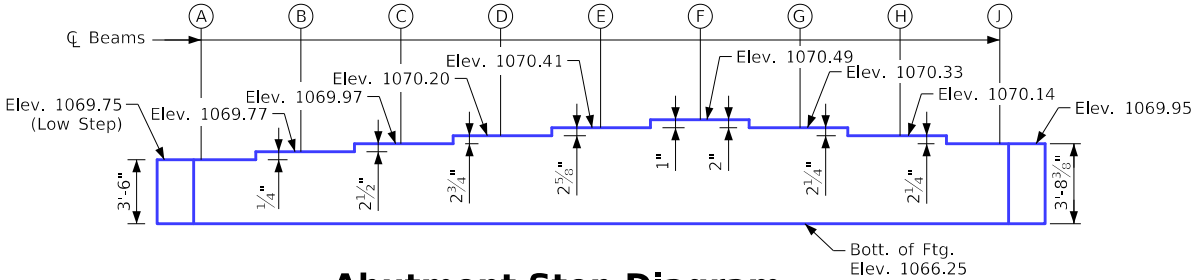 A B C D E F G H J
℄ Beams
Elev. 1070.41
Elev. 1070.49
Elev. 1070.20
Elev. 1070.33
Elev. 1069.97
Elev. 1070.14
Elev. 1069.75
(Low Step)
Elev. 1069.77
Elev. 1069.95
3'-6"
1/4"
2 1/2"
2 3/4"
2 5/8"
1"
2"
2 1/4"
2 1/4"
3'-8 3/8"
Bott. of Ftg.
Elev. 1066.25
Abutment Step Diagram